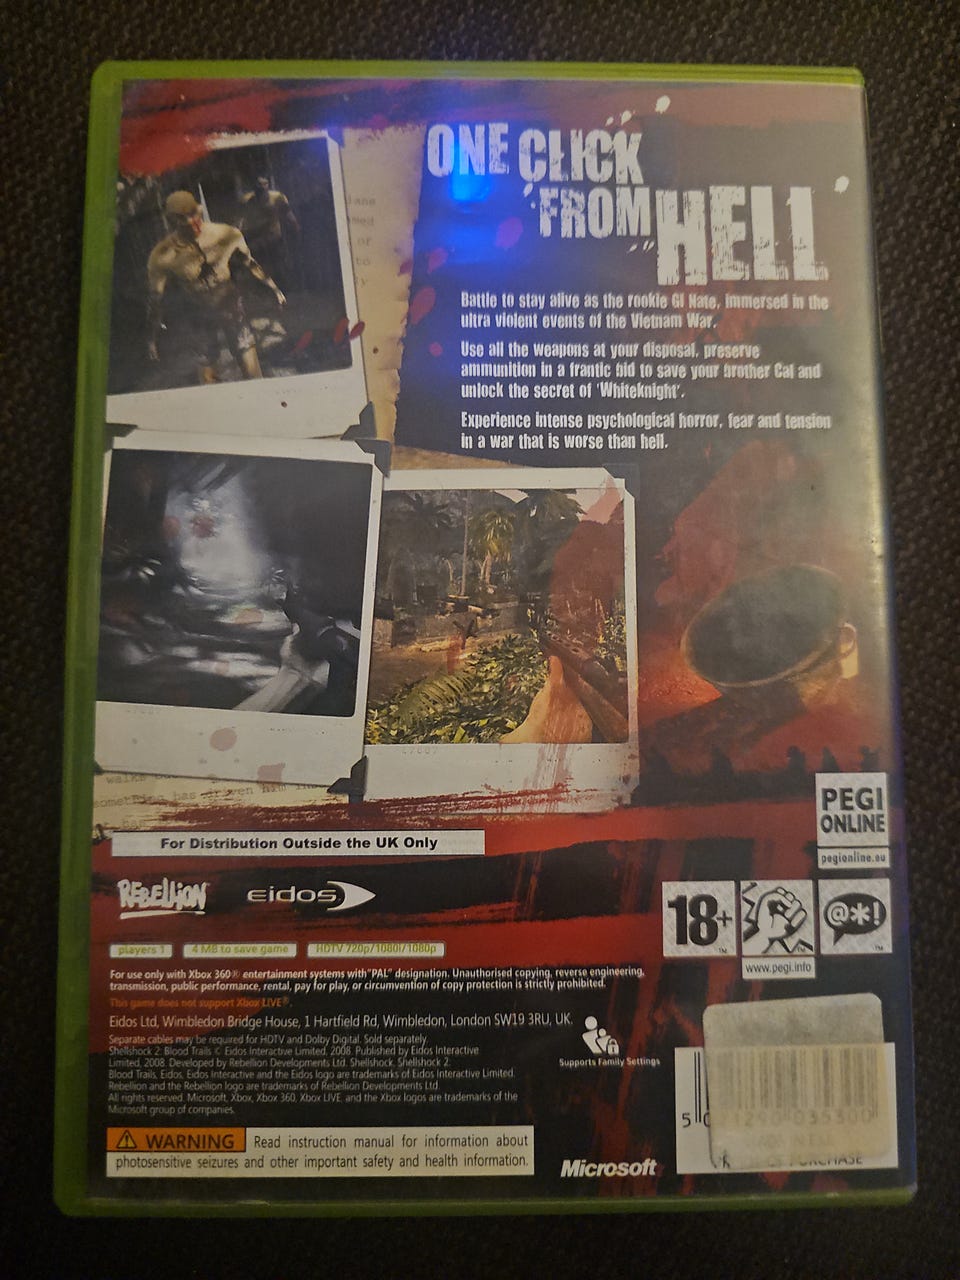 ONE CLICK
FROM HELL
Battle to stay alive as the rookie GI Nate, immersed in the
ultra violent events of the Vietnam War.
Use all the weapons at your disposal, preserve
ammunition in a frantic bid to save your brother Cal and
unlock the secret of 'Whiteknight'.
Experience intense psychological horror, fear and tension
in a war that is worse than hell.
PEGI
ONLINE
pegionline.eu
For Distribution Outside the UK Only
REBELLION
eidos
18+
@*!
www.pegi.info
players 1
4 MB to save game
HDTV 720p/1080i/1080p
For use only with Xbox 360® entertainment systems with "PAL" designation. Unauthorised copying, reverse engineering,
transmission, public performance, rental, pay for play, or circumvention of copy protection is strictly prohibited.
This game does not support Xbox LIVE®.
Eidos Ltd, Wimbledon Bridge House, 1 Hartfield Rd, Wimbledon, London SW19 3RU, UK.
Separate cables may be required for HDTV and Dolby Digital. Sold separately.
Shellshock 2: Blood Trails © Eidos Interactive Limited, 2008. Published by Eidos Interactive
Limited, 2008. Developed by Rebellion Developments Ltd. Shellshock, Shellshock 2:
Blood Trails, Eidos, Eidos Interactive and the Eidos logo are trademarks of Eidos Interactive Limited.
Rebellion and the Rebellion logo are trademarks of Rebellion Developments Ltd.
All rights reserved. Microsoft, Xbox, Xbox 360, Xbox LIVE, and the Xbox logos are trademarks of the
Microsoft group of companies.
Supports Family Settings
WARNING Read instruction manual for information about
photosensitive seizures and other important safety and health information.
Microsoft
PURCHASE